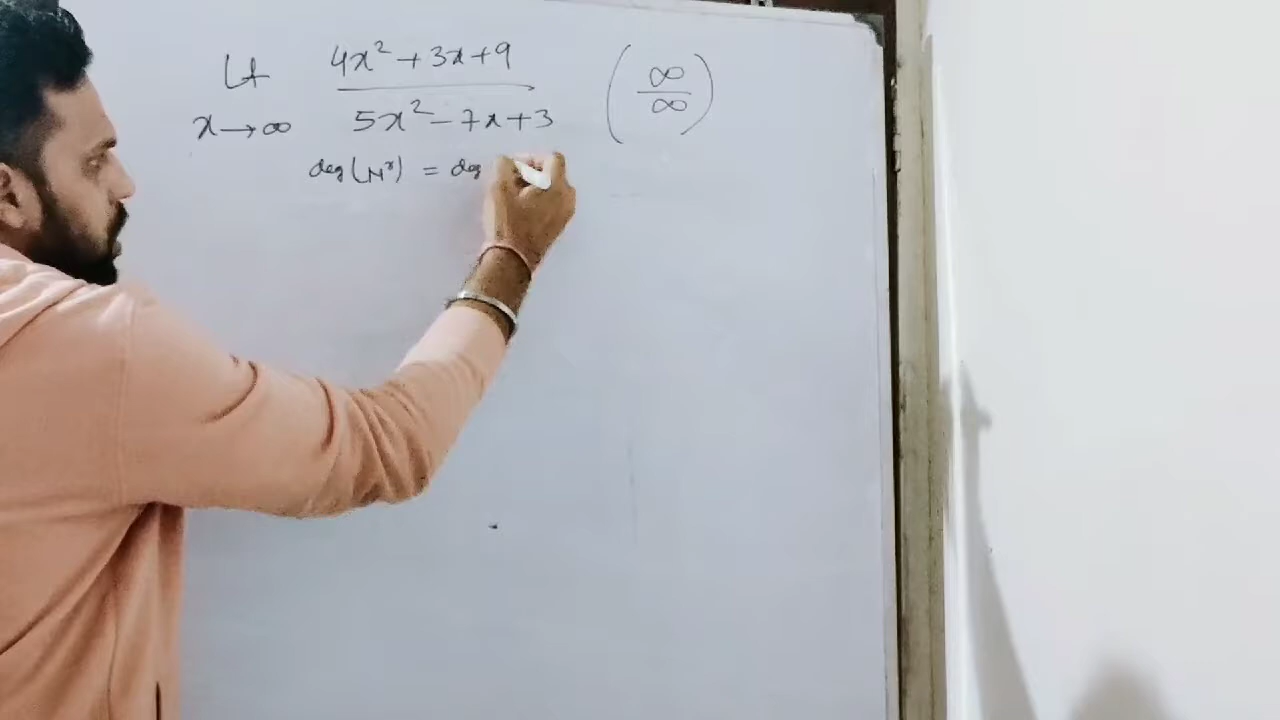 Lt 4x² + 3x + 9 / 5x² - 7x + 3 (∞/∞)
x → ∞
deg(Nʳ) = deg